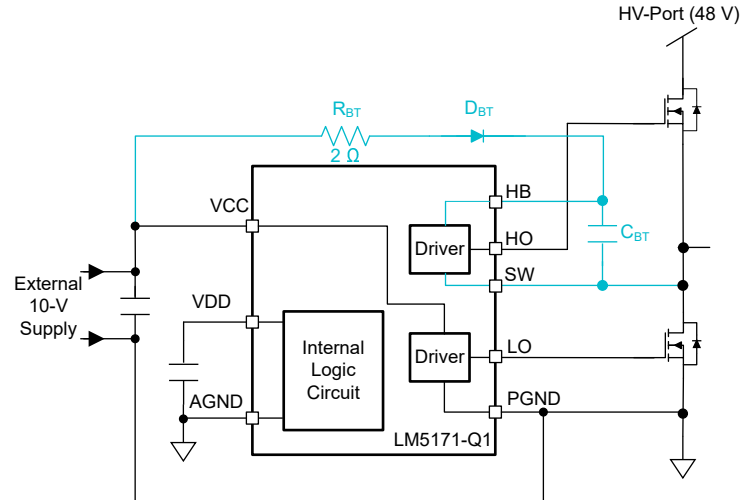 HV-Port (48 V)
RBT
DBT
2 Ω
VCC
HB
Driver
HO
CBT
SW
External
10-V
Supply
VDD
Internal
Logic
Circuit
Driver
LO
AGND
PGND
LM5171-Q1